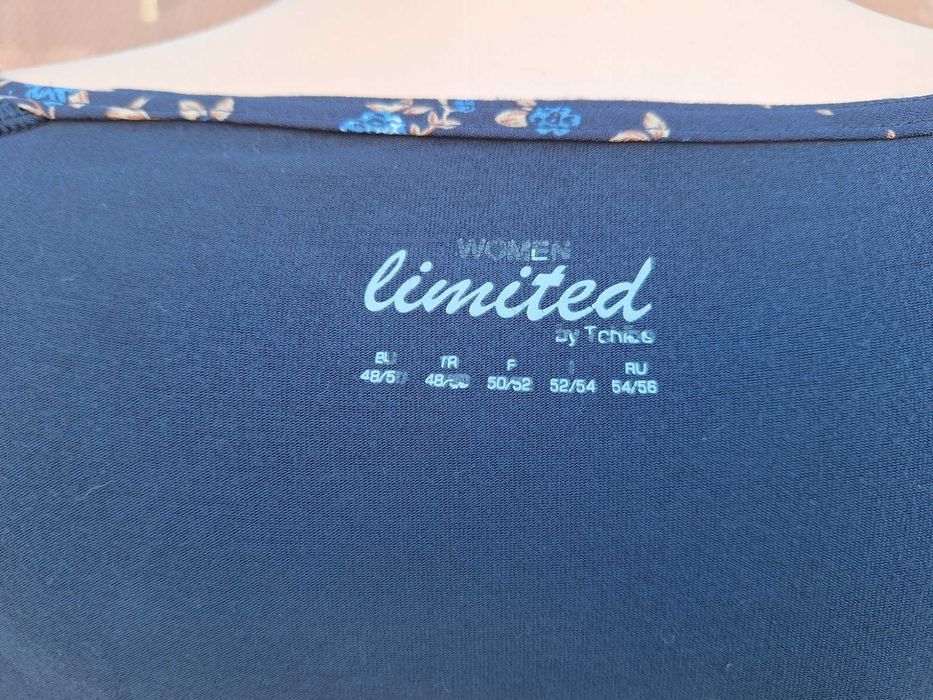 WOMEN
limited
by Tchibo
EU TR F I RU
48/50 48/50 50/52 52/54 54/56